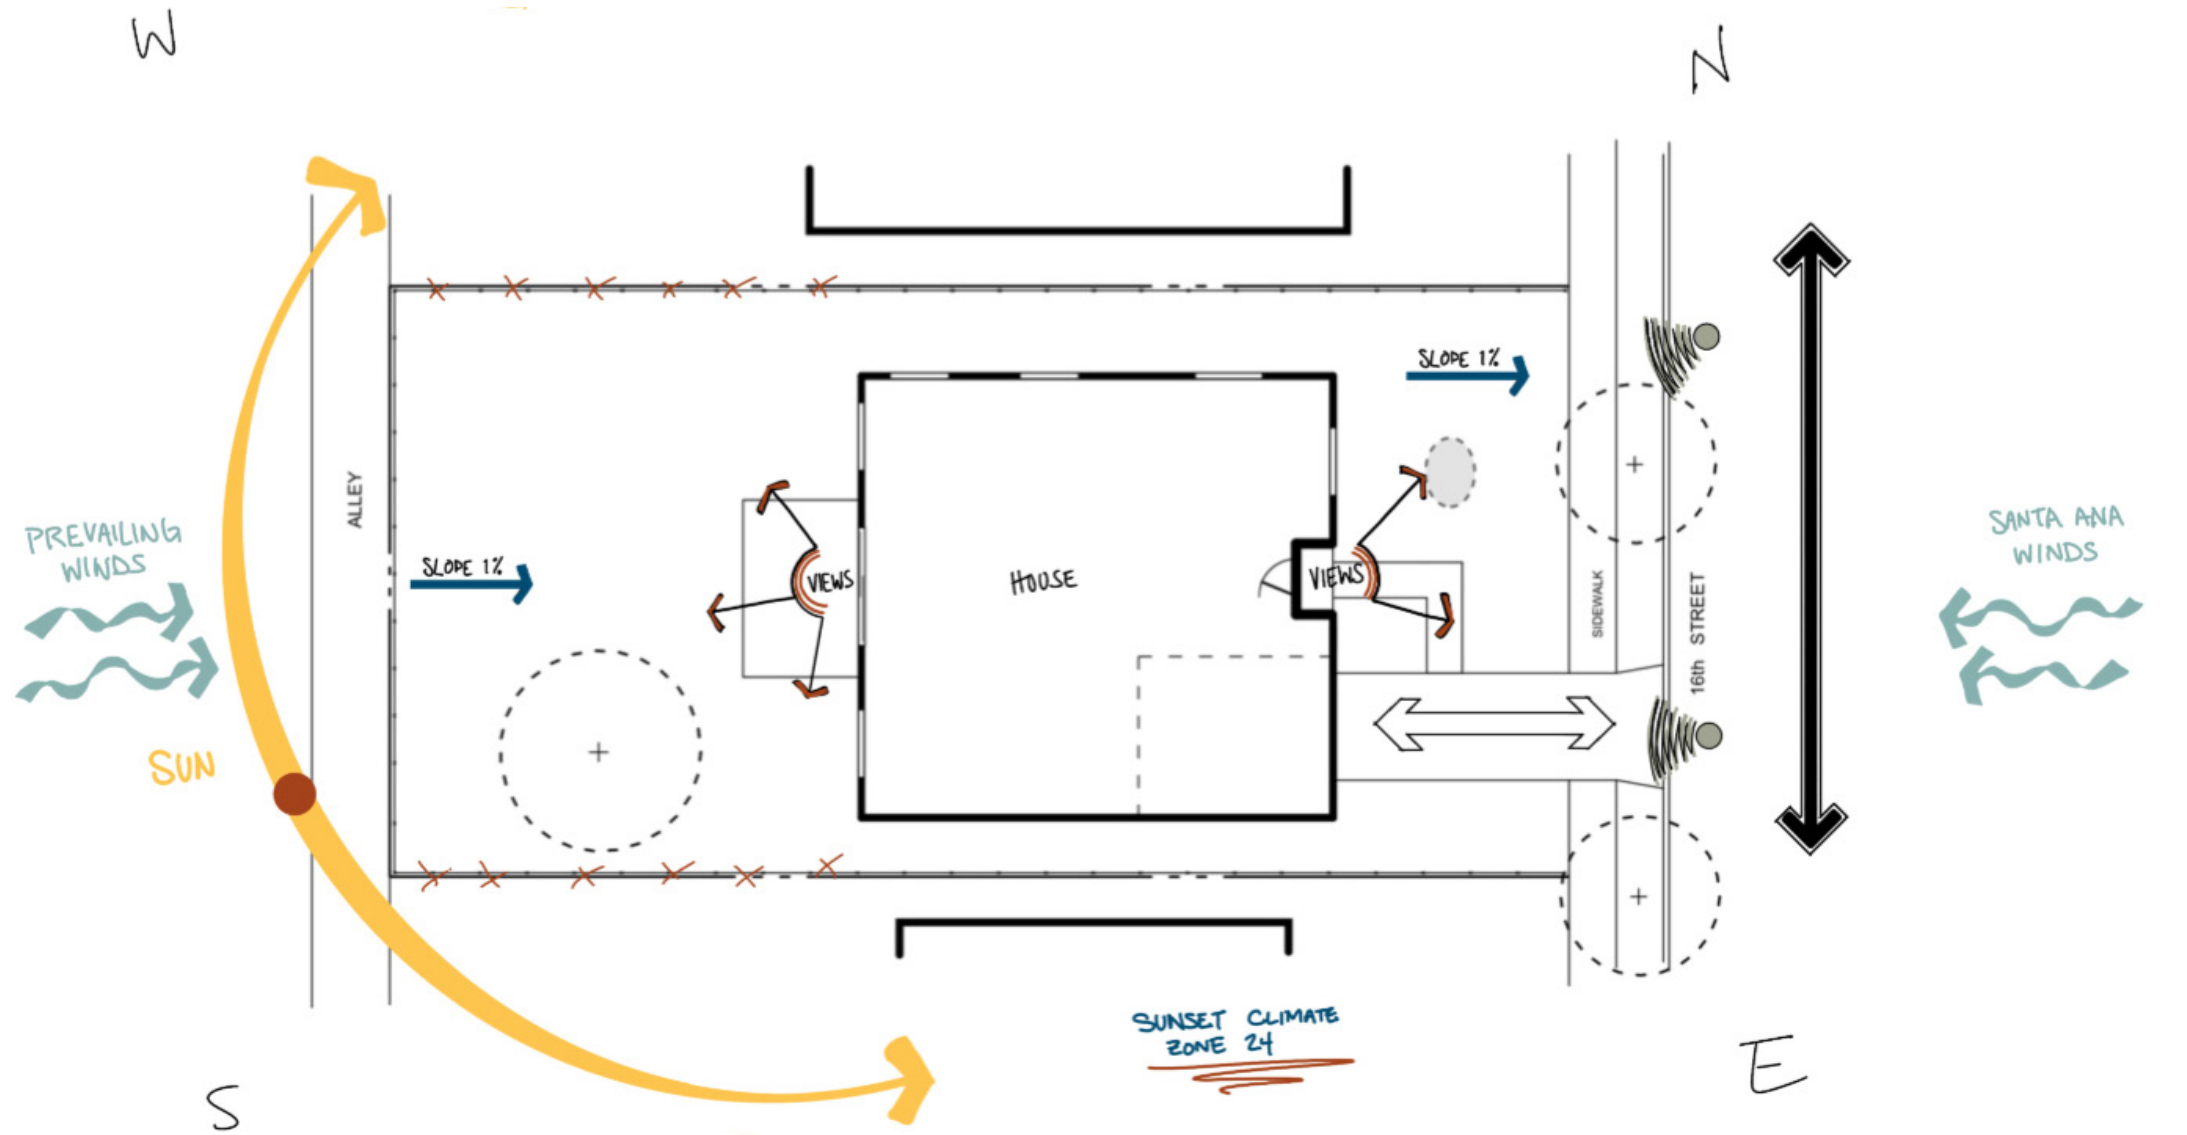 W
N
SLOPE 1%
ALLEY
PREVAILING
WINDS
SLOPE 1%
VIEWS
HOUSE
VIEWS
SIDEWALK
16th STREET
SANTA ANA
WINDS
SUN
SUNSET CLIMATE
ZONE 24
S
E